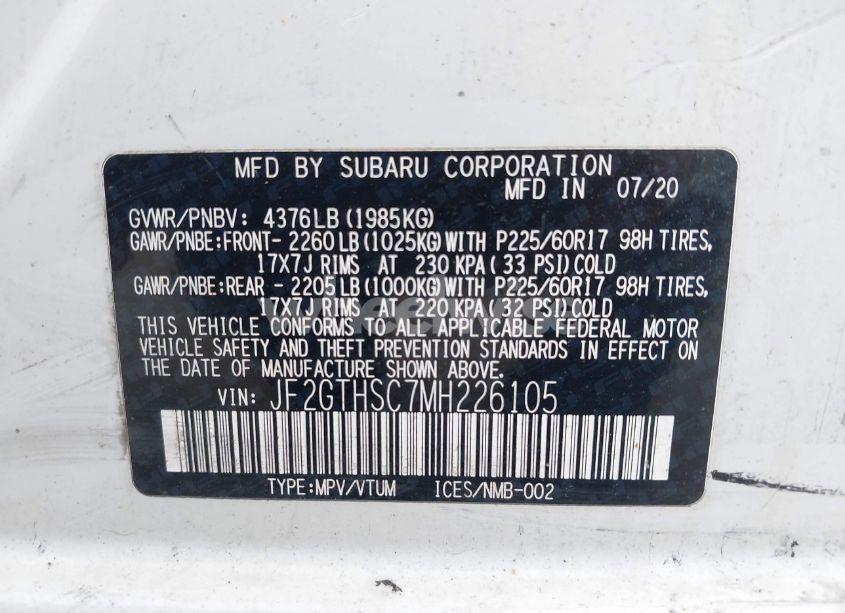 MFD BY SUBARU CORPORATION
MFD IN 07/20
GVWR/PNBV: 4376LB (1985KG)
GAWR/PNBE:FRONT- 2260LB (1025KG) WITH P225/60R17 98H TIRES,
17X7J RIMS AT 230 KPA ( 33 PSI) COLD
GAWR/PNBE:REAR - 2205LB (1000KG) WITH P225/60R17 98H TIRES,
17X7J RIMS AT 220 KPA ( 32 PSI) COLD
THIS VEHICLE CONFORMS TO ALL APPLICABLE FEDERAL MOTOR
VEHICLE SAFETY AND THEFT PREVENTION STANDARDS IN EFFECT ON
THE DATE OF MANUFACTURE SHOWN ABOVE.
VIN: JF2GTHSC7MH226105
TYPE:MPV/VTUM ICES/NMB-002